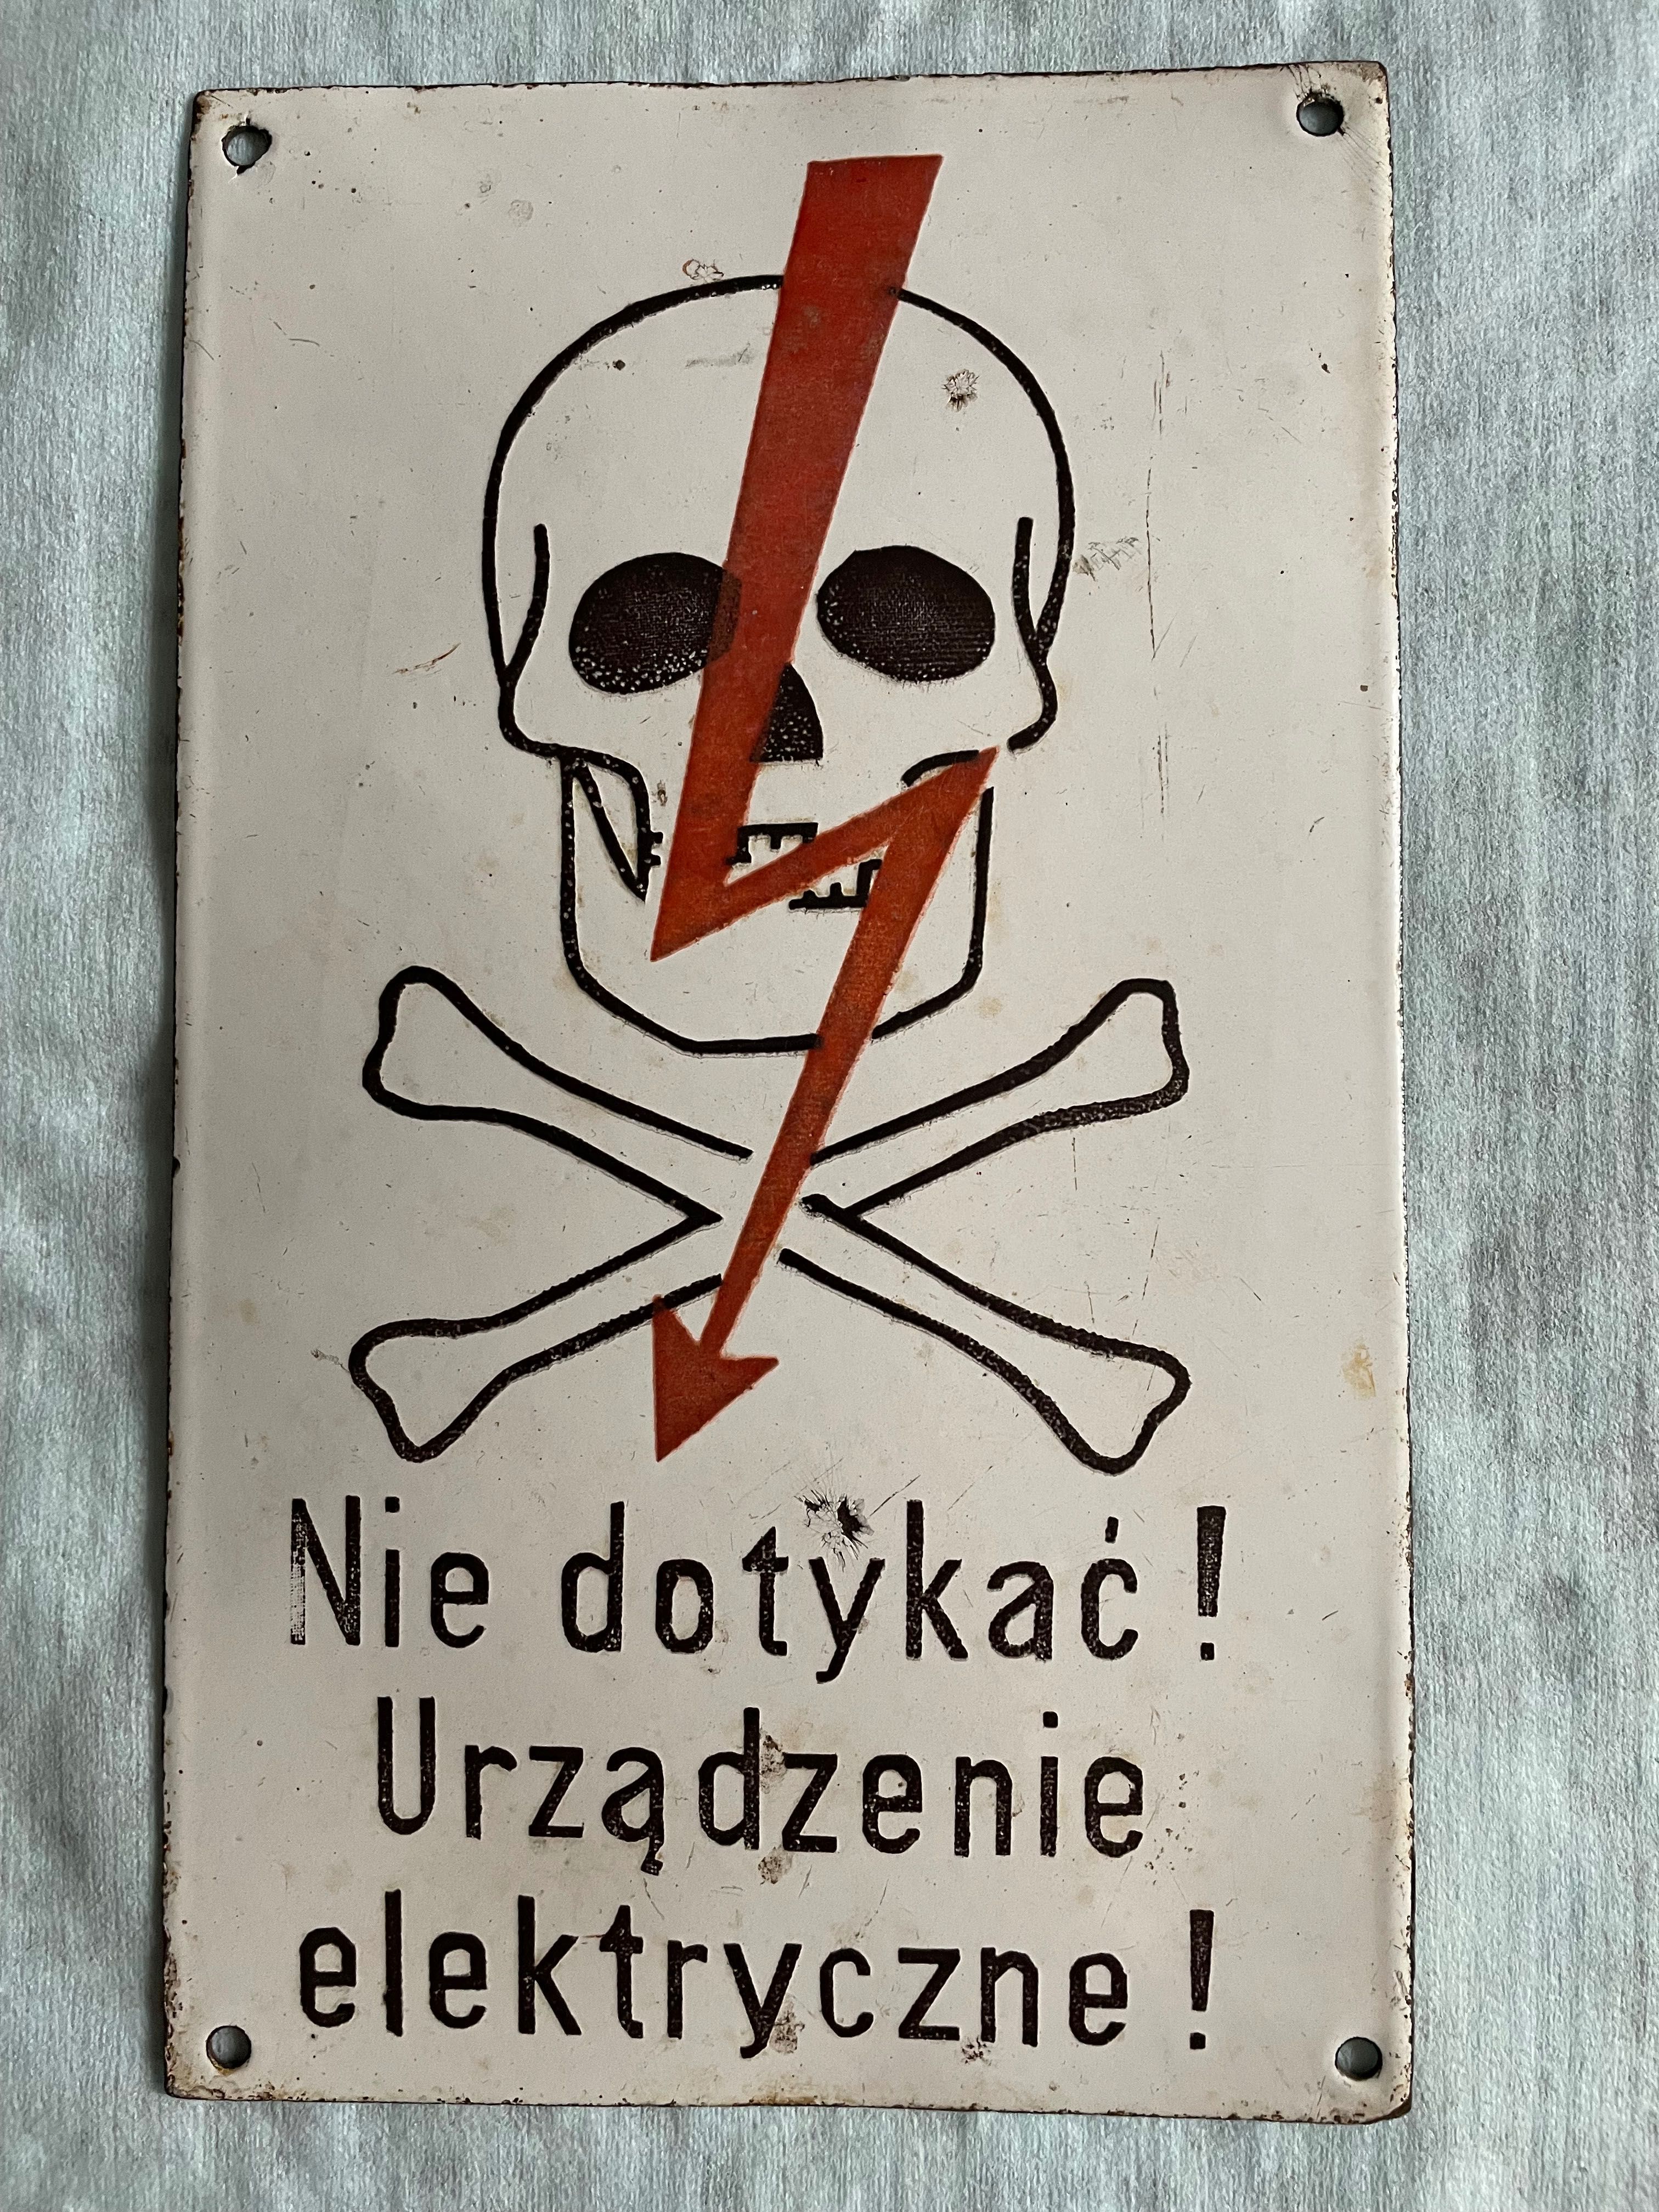 Nie dotykać!
Urządzenie
elektryczne!